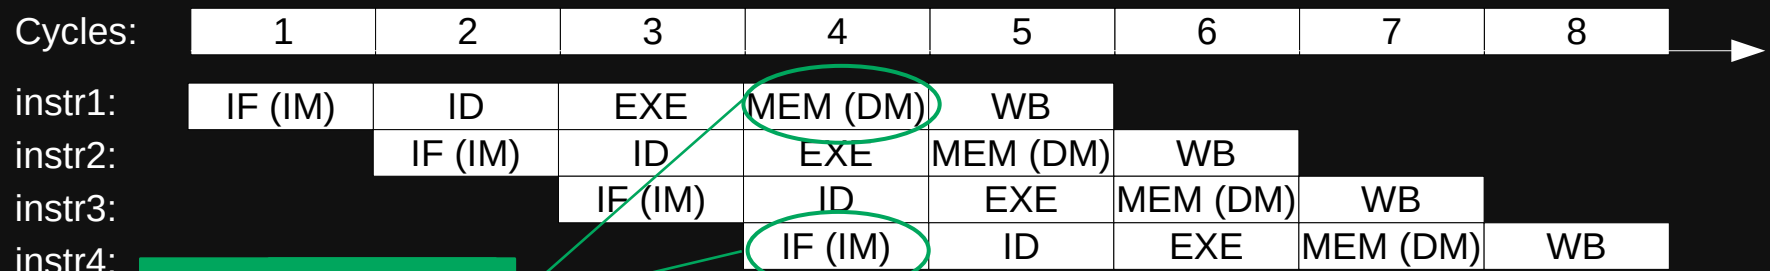 Cycles: 1 2 3 4 5 6 7 8
instr1: IF (IM) ID EXE MEM (DM) WB
instr2: IF (IM) ID EXE MEM (DM) WB
instr3: IF (IM) ID EXE MEM (DM) WB
instr4: IF (IM) ID EXE MEM (DM) WB